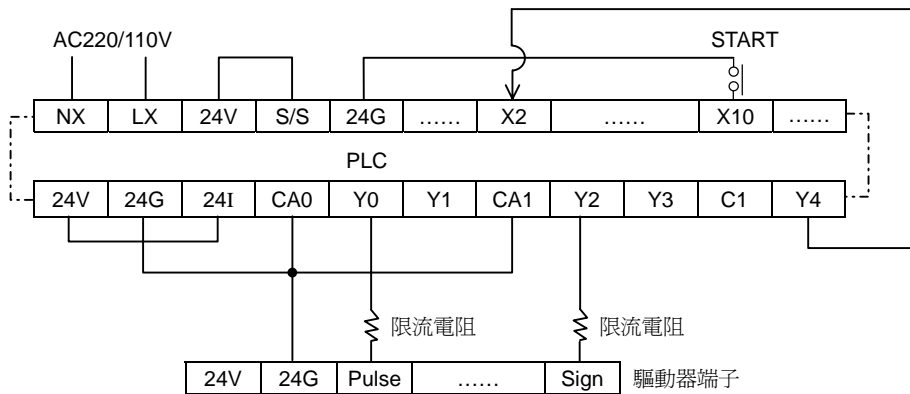 AC220/110V START
NX LX 24V S/S 24G …… X2 …… X10 ……
PLC
24V 24G 24I CA0 Y0 Y1 CA1 Y2 Y3 C1 Y4
限流電阻 限流電阻
24V 24G Pulse …… Sign 驅動器端子